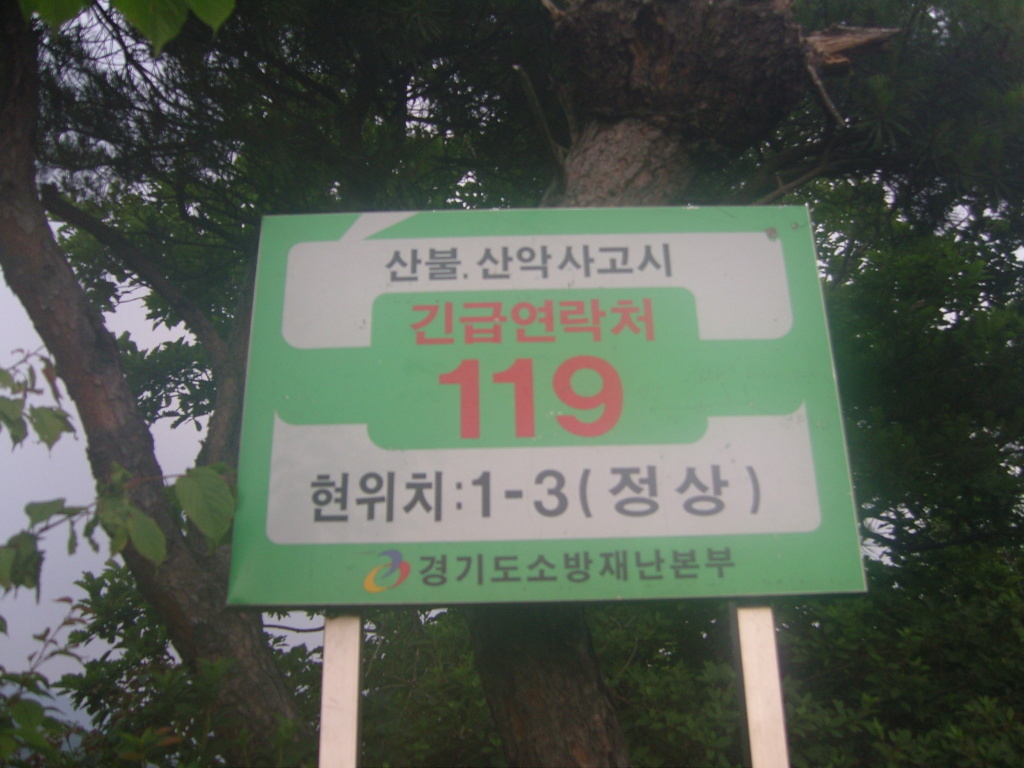 산불.산악사고시
긴급연락처
119
현위치:1-3(정상)
경기도소방재난본부